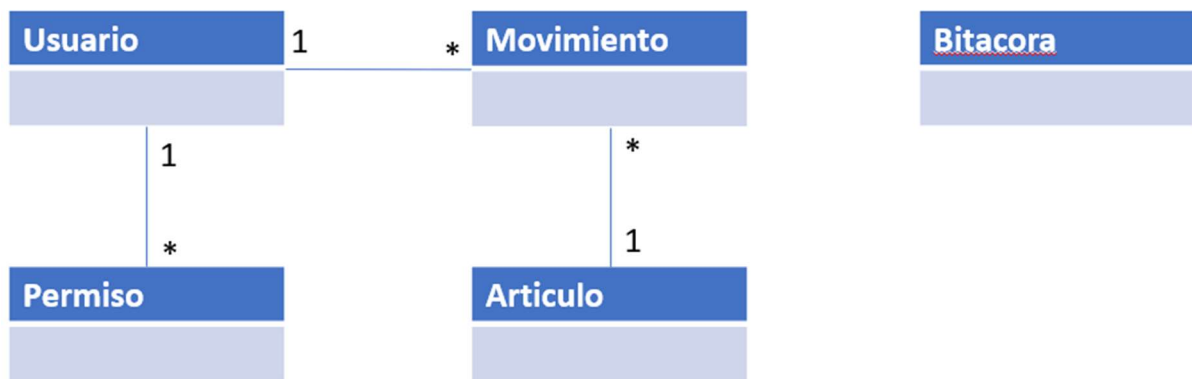 Usuario
1
*
Movimiento
Bitacora
1
*
*
1
Permiso
Articulo